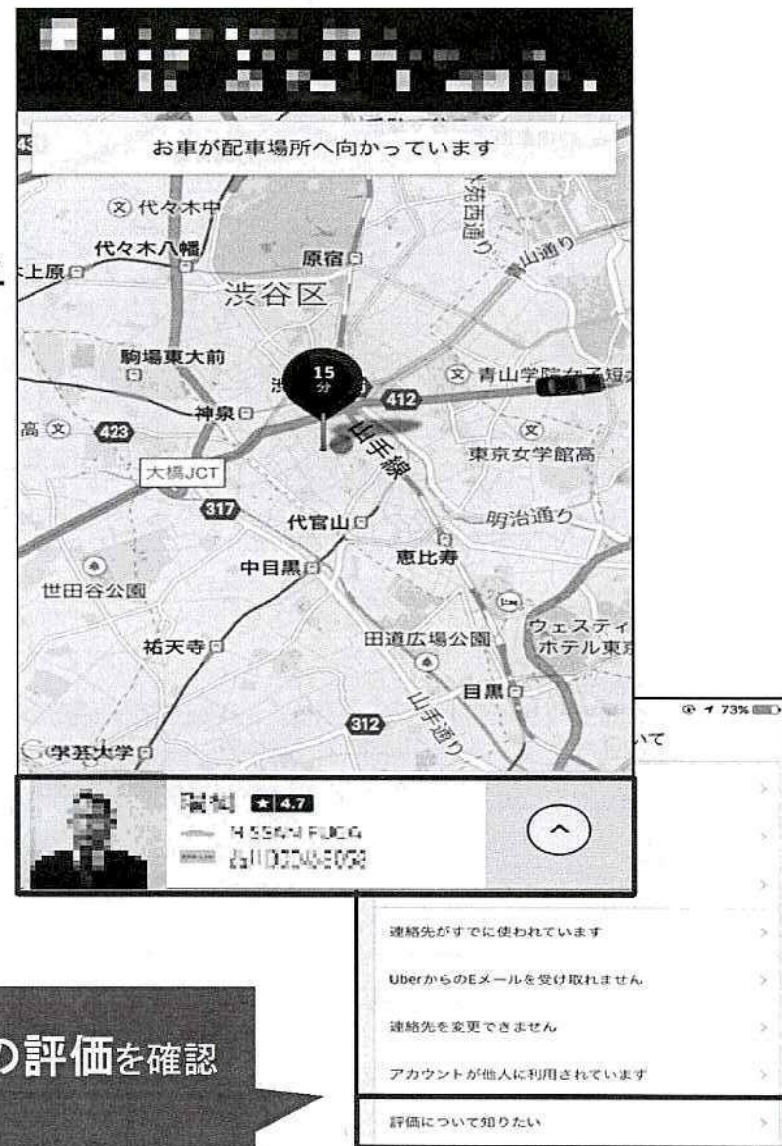 お車が配車場所へ向かっています
代々木中
代々木八幡
原宿
上原
渋谷区
山通り
苑西通り
駒場東大前
15
分
青山学院女子短
412
神泉
高
423
東京女学館高
山手線
大橋JCT
317
代官山
明治通り
恵比寿
中目黒
世田谷公園
ウェスティ
ホテル東京
祐天寺
田道広場公園
目黒
山手通り
312
学芸大学
73%
いて
★ 4.7
連絡先がすでに使われています
UberからのEメールを受け取れません
連絡先を変更できません
アカウントが他人に利用されています
の評価を確認
評価について知りたい